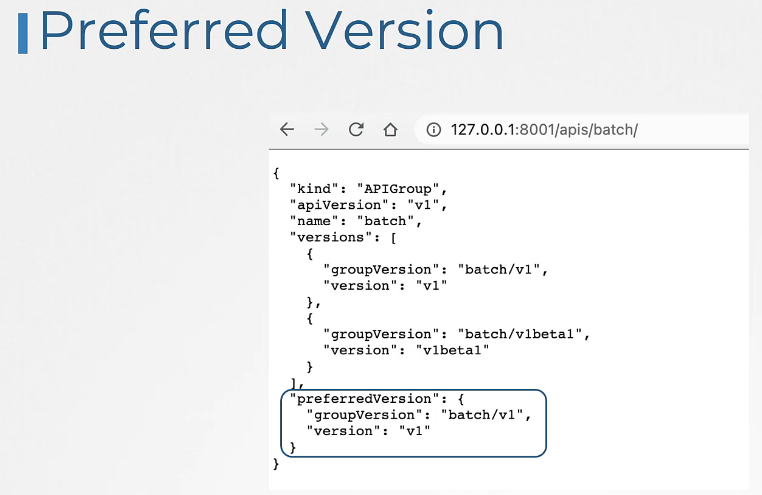 Preferred Version
127.0.0.1:8001/apis/batch/
{
"kind": "APIGroup",
"apiVersion": "v1",
"name": "batch",
"versions": [
{
"groupVersion": "batch/v1",
"version": "v1"
},
{
"groupVersion": "batch/v1beta1",
"version": "v1beta1"
}
],
"preferredVersion": {
"groupVersion": "batch/v1",
"version": "v1"
}
}